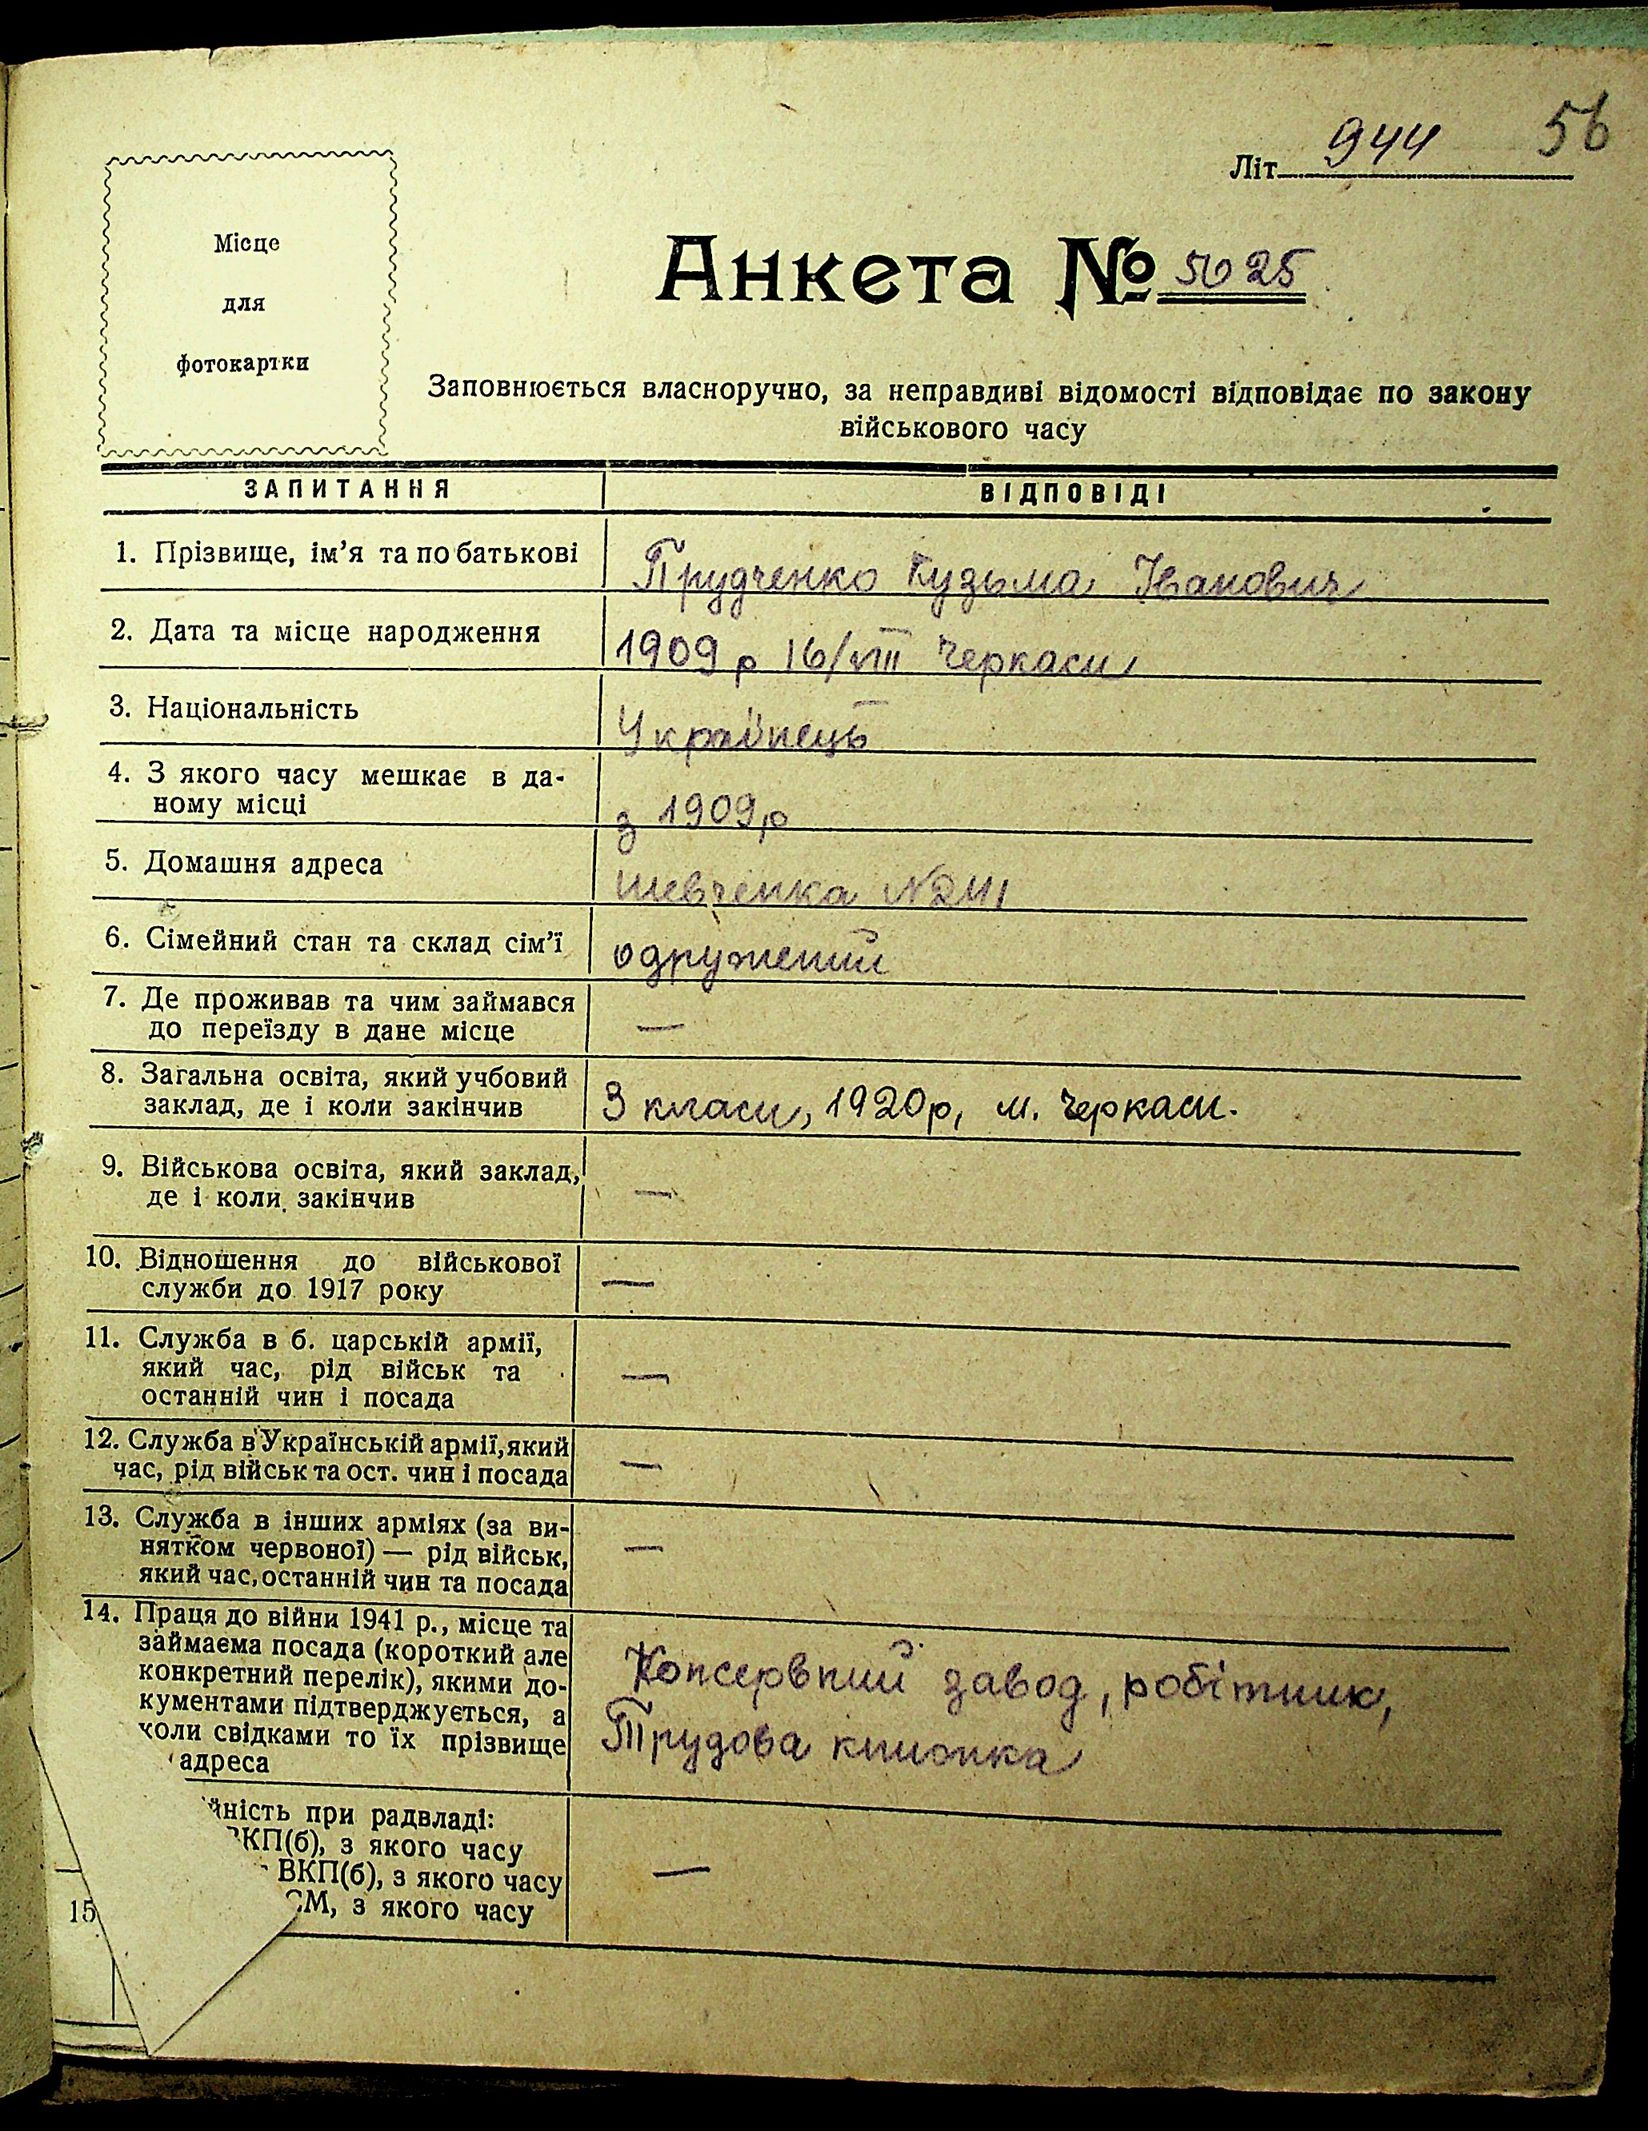 56
Літ. 944
Місце
для
фотокартки
Анкета № 5025
Заповнюється власноручно, за неправдиві відомості відповідає по закону
військового часу
ЗАПИТАННЯ ВІДПОВІДІ
1. Прізвище, ім'я та по батькові Прудченко Кузьма Іванович
2. Дата та місце народження 1909 р 16/VIII Черкаси
3. Національність Українець
4. З якого часу мешкає в да-
ному місці з 1909 р
5. Домашня адреса Шевченка №
6. Сімейний стан та склад сім'ї одружений
7. Де проживав та чим займався
до переїзду в дане місце —
8. Загальна освіта, який учбовий
заклад, де і коли закінчив 3 класи, 1920 р, м. Черкаси.
9. Військова освіта, який заклад,
де і коли закінчив —
10. Відношення до військової
служби до 1917 року —
11. Служба в б. царській армії,
який час, рід військ та
останній чин і посада —
12. Служба в Українській армії, який
час, рід військ та ост. чин і посада —
13. Служба в інших арміях (за ви-
нятком червоної) — рід військ,
який час, останній чин та посада —
14. Праця до війни 1941 р., місце та
займаема посада (короткий але
конкретний перелік), якими до-
кументами підтверджується, а
коли свідками то їх прізвище
адреса
Консервний завод, робітник,
Трудова книжка
йність при радвладі:
ВКП(б), з якого часу
ВКП(б), з якого часу —
15 СМ, з якого часу